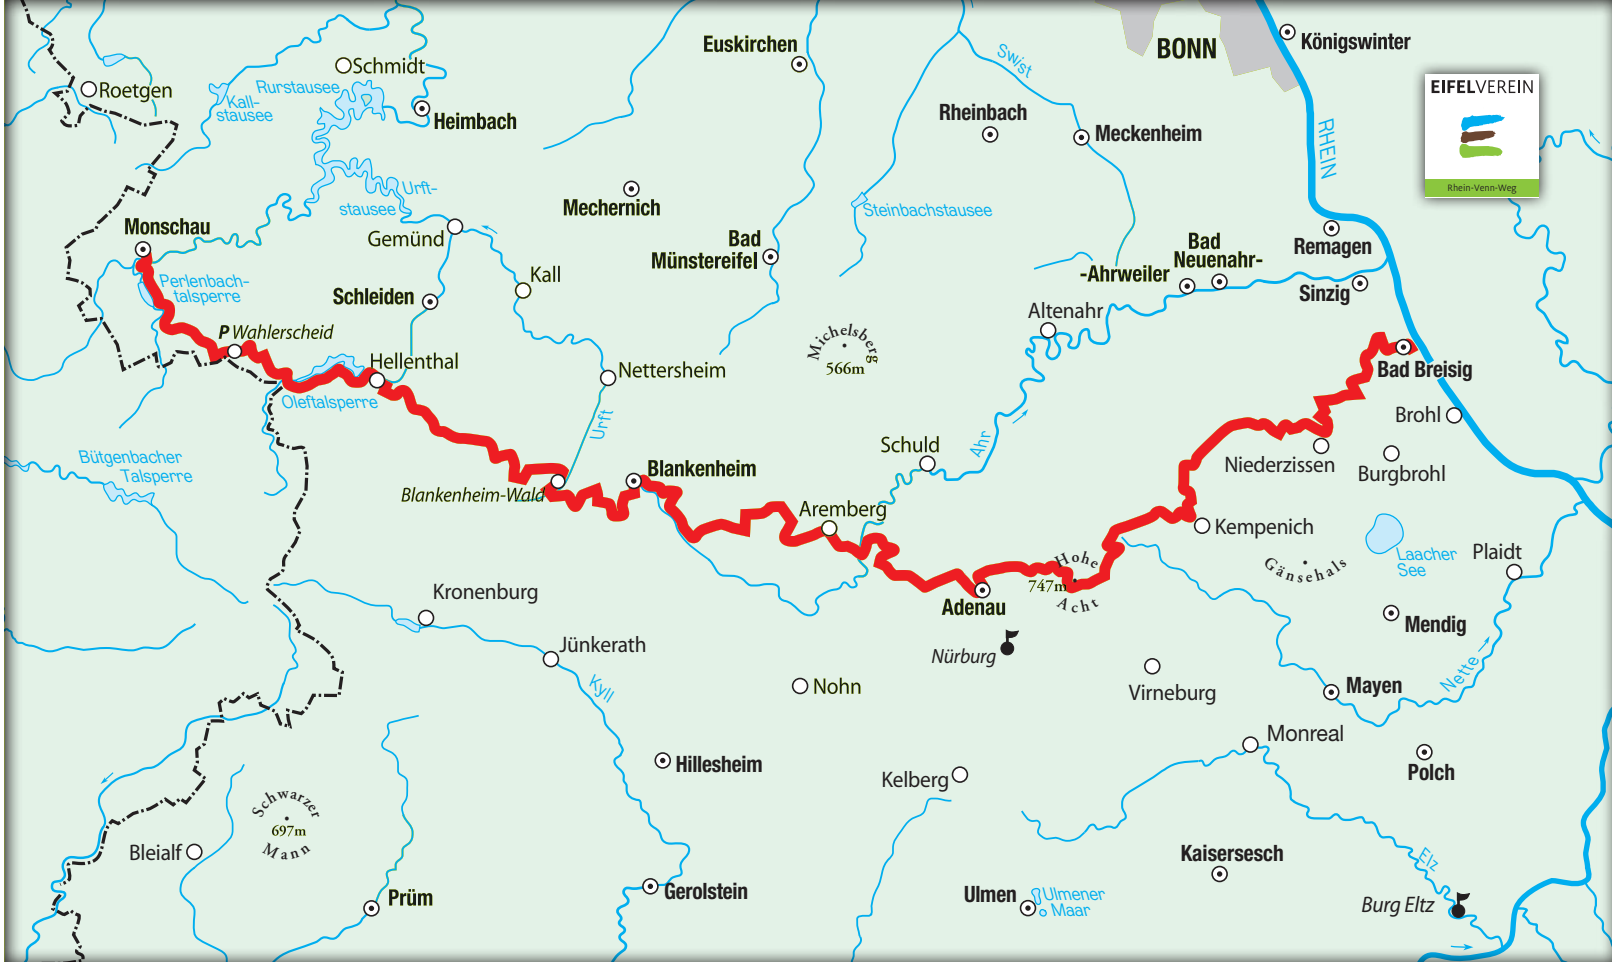 Euskirchen
BONN
Königswinter
EIFELVEREIN
Rhein-Venn-Weg
Swist
Schmidt
Roetgen
Rurstausee
Kall-
stausee
Heimbach
Rheinbach
Meckenheim
RHEIN
Urft-
stausee
Mechernich
Steinbachstausee
Monschau
Gemünd
Bad
Münstereifel
Bad
Neuenahr-
-Ahrweiler
Remagen
Perlenbach-
talsperre
Kall
Schleiden
Sinzig
Altenahr
P Wahlerscheid
Michelsberg
566m
Hellenthal
Nettersheim
Bad Breisig
Oleftalsperre
Urft
Ahr
Brohl
Schuld
Niederzissen
Burgbrohl
Bütgenbacher
Talsperre
Blankenheim
Blankenheim-Wald
Aremberg
Kempenich
Laacher
See
Plaidt
Gänsehals
Hohe
747m
Acht
Kronenburg
Adenau
Mendig
Jünkerath
Nürburg
Kyll
Nohn
Virneburg
Mayen
Nette
Monreal
Hillesheim
Kelberg
Polch
Schwarzer
697m
Mann
Bleialf
Kaisersesch
Elz
Prüm
Gerolstein
Ulmen
Ulmener
Maar
Burg Eltz